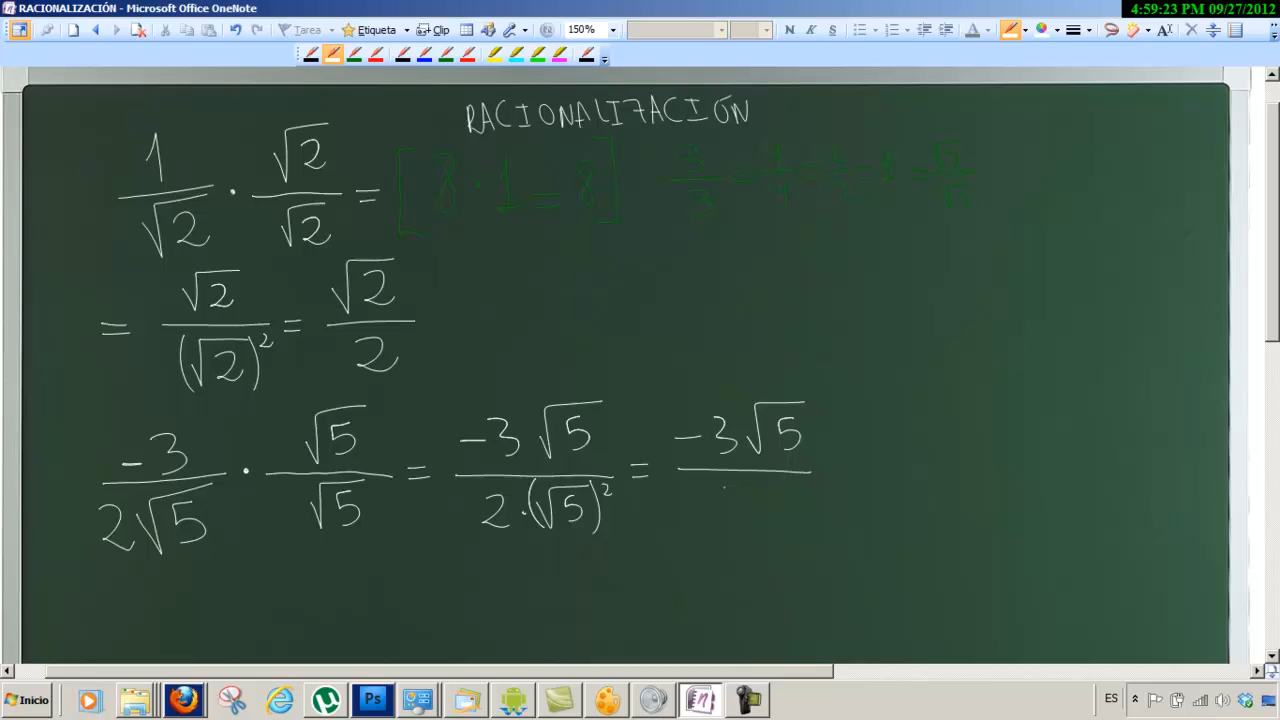 RACIONALIZACIÓN - Microsoft Office OneNote
4:59:23 PM 09/27/2012
Tarea Etiqueta Clip 150% N K S
RACIONALIZACIÓN
1/√2 · √2/√2 = [8 · 1 = 8]
= √2/(√2)² = √2/2
-3/2√5 · √5/√5 = -3√5/2·(√5)² = -3√5
Inicio ES